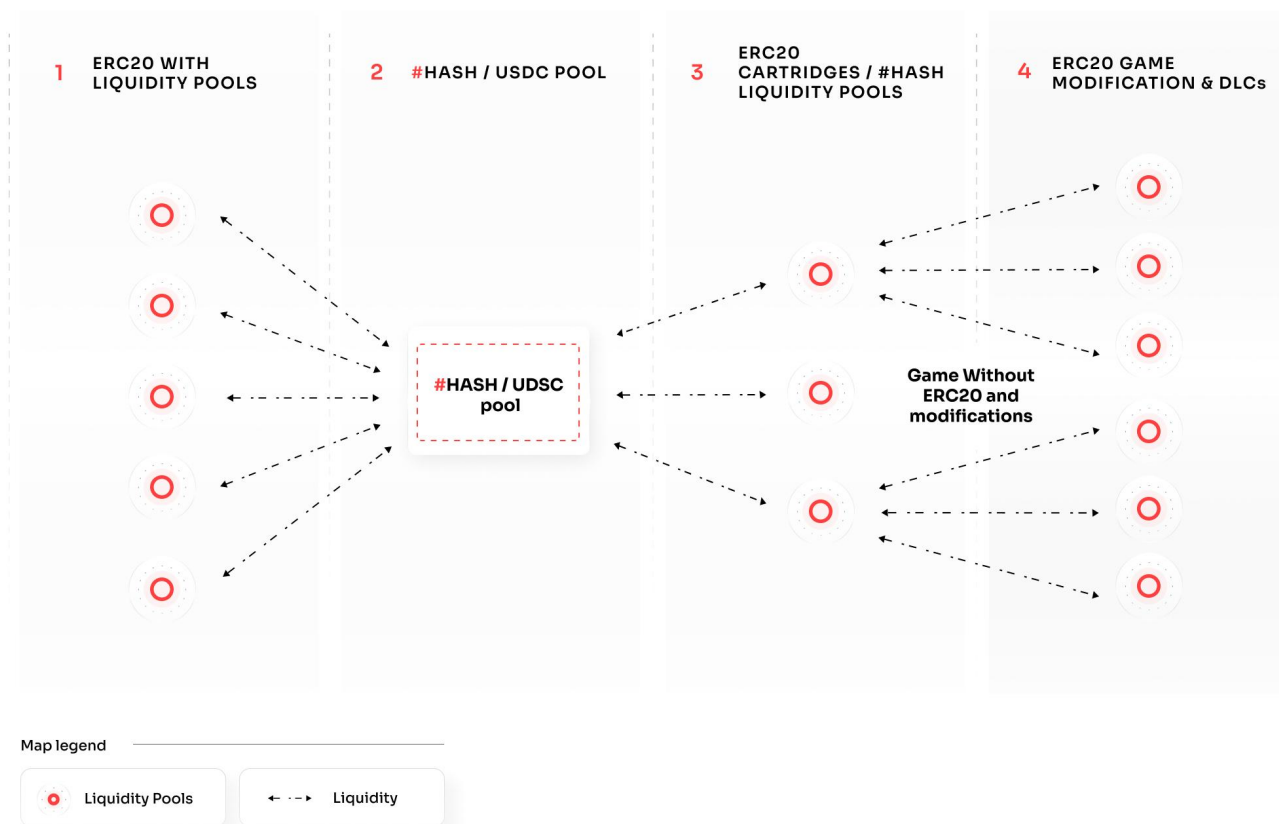 1
ERC20 WITH
LIQUIDITY POOLS
2
#HASH / USDC POOL
3
ERC20
CARTRIDGES / #HASH
LIQUIDITY POOLS
4
ERC20 GAME
MODIFICATION & DLCs
#HASH / UDSC
pool
Game Without
ERC20 and
modifications
Map legend
Liquidity Pools
Liquidity